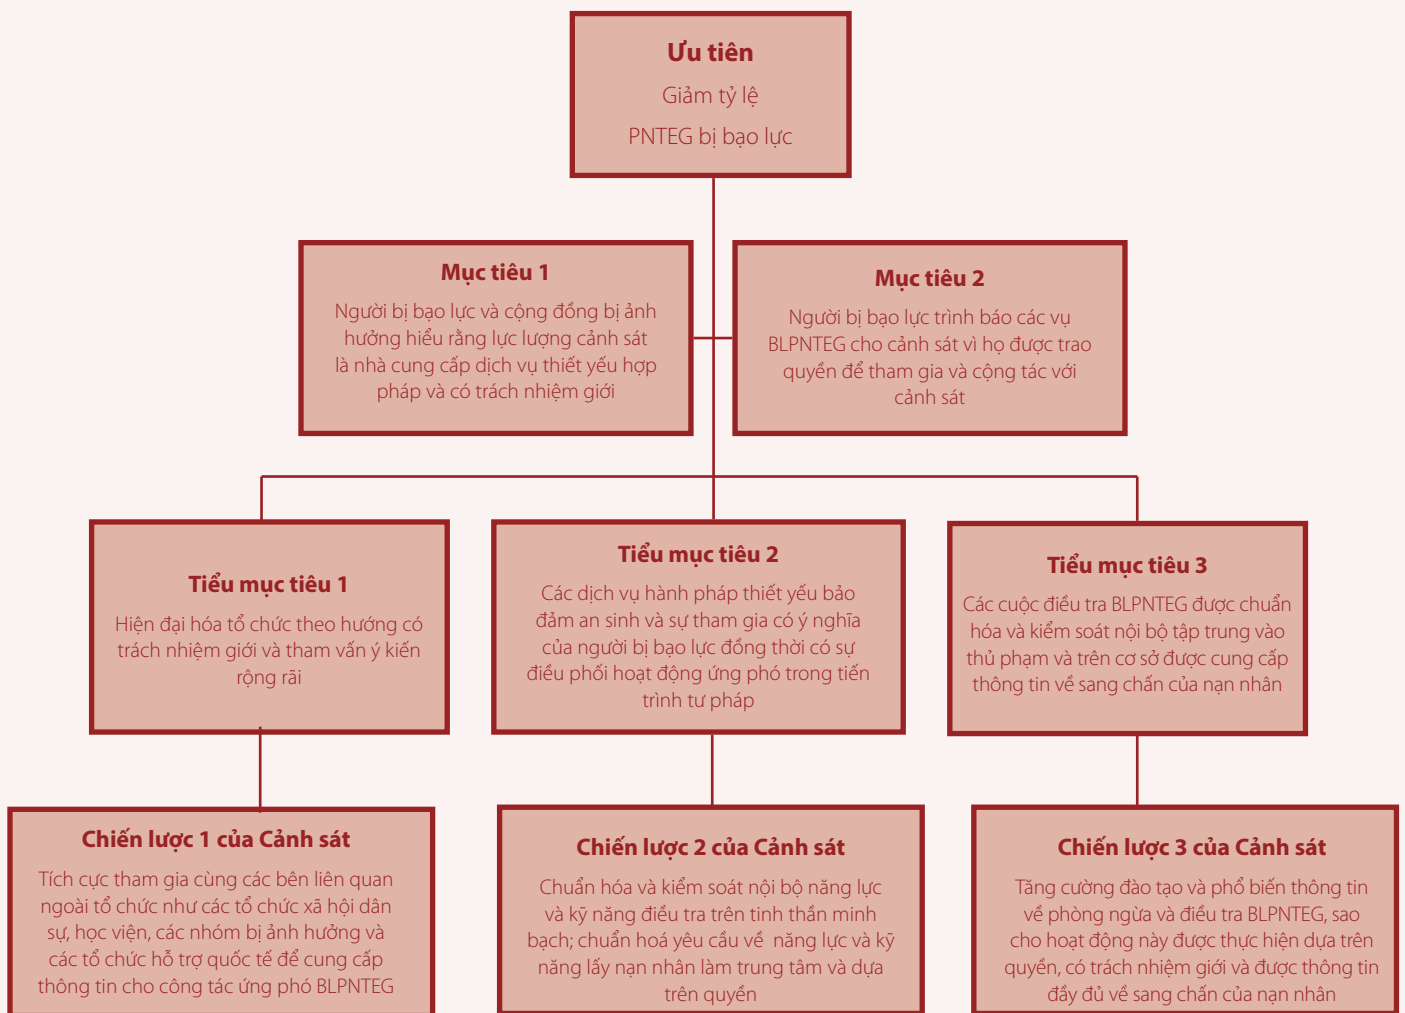 Ưu tiên
Giảm tỷ lệ
PNTEG bị bạo lực
Mục tiêu 1
Người bị bạo lực và cộng đồng bị ảnh
hưởng hiểu rằng lực lượng cảnh sát
là nhà cung cấp dịch vụ thiết yếu hợp
pháp và có trách nhiệm giới
Mục tiêu 2
Người bị bạo lực trình báo các vụ
BLPNTEG cho cảnh sát vì họ được trao
quyền để tham gia và cộng tác với
cảnh sát
Tiểu mục tiêu 1
Hiện đại hóa tổ chức theo hướng có
trách nhiệm giới và tham vấn ý kiến
rộng rãi
Tiểu mục tiêu 2
Các dịch vụ hành pháp thiết yếu bảo
đảm an sinh và sự tham gia có ý nghĩa
của người bị bạo lực đồng thời có sự
điều phối hoạt động ứng phó trong tiến
trình tư pháp
Tiểu mục tiêu 3
Các cuộc điều tra BLPNTEG được chuẩn
hóa và kiểm soát nội bộ tập trung vào
thủ phạm và trên cơ sở được cung cấp
thông tin về sang chấn của nạn nhân
Chiến lược 1 của Cảnh sát
Tích cực tham gia cùng các bên liên quan
ngoài tổ chức như các tổ chức xã hội dân
sự, học viện, các nhóm bị ảnh hưởng và
các tổ chức hỗ trợ quốc tế để cung cấp
thông tin cho công tác ứng phó BLPNTEG
Chiến lược 2 của Cảnh sát
Chuẩn hóa và kiểm soát nội bộ năng lực
và kỹ năng điều tra trên tinh thần minh
bạch; chuẩn hoá yêu cầu về năng lực và kỹ
năng lấy nạn nhân làm trung tâm và dựa
trên quyền
Chiến lược 3 của Cảnh sát
Tăng cường đào tạo và phổ biến thông tin
về phòng ngừa và điều tra BLPNTEG, sao
cho hoạt động này được thực hiện dựa trên
quyền, có trách nhiệm giới và được thông tin
đầy đủ về sang chấn của nạn nhân